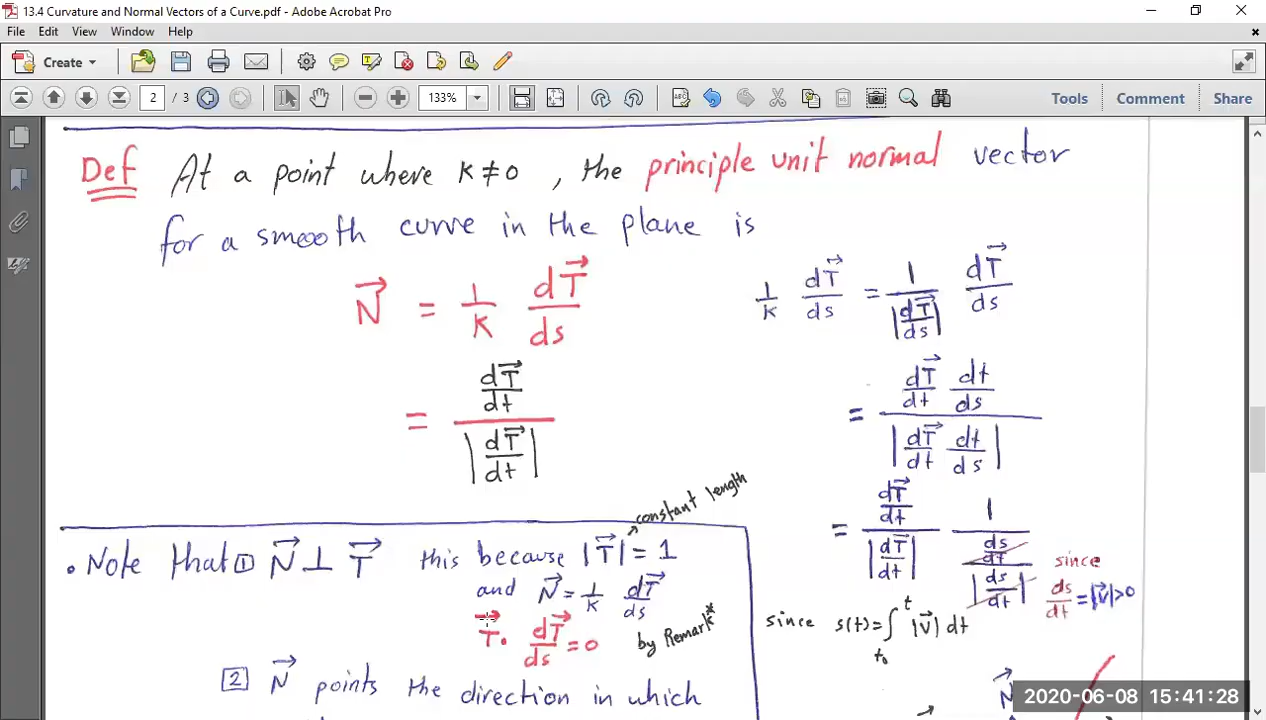 13.4 Curvature and Normal Vectors of a Curve.pdf - Adobe Acrobat Pro
File Edit View Window Help
Create
2 / 3 133% Tools Comment Share
Def At a point where K≠0 , the principle unit normal vector
for a smooth curve in the plane is
N⃗ = 1/K dT⃗/ds
= dT⃗/dt / |dT⃗/dt|
1/K dT⃗/ds = 1/|dT⃗/ds| dT⃗/ds
= dT⃗/dt dt/ds / |dT⃗/dt dt/ds|
= dT⃗/dt / |dT⃗/dt| 1 / (ds/dt / |ds/dt|) since
ds/dt = |V⃗| > 0
since s(t) = ∫ₜ₀ᵗ |V⃗| dt
constant length
. Note that ① N⃗ ⊥ T⃗ this because |T⃗| = 1
and N⃗ = 1/K dT⃗/ds
T⃗ . dT⃗/ds = 0 by Remark*
2 N⃗ points the direction in which
N⃗
2020-06-08 15:41:28